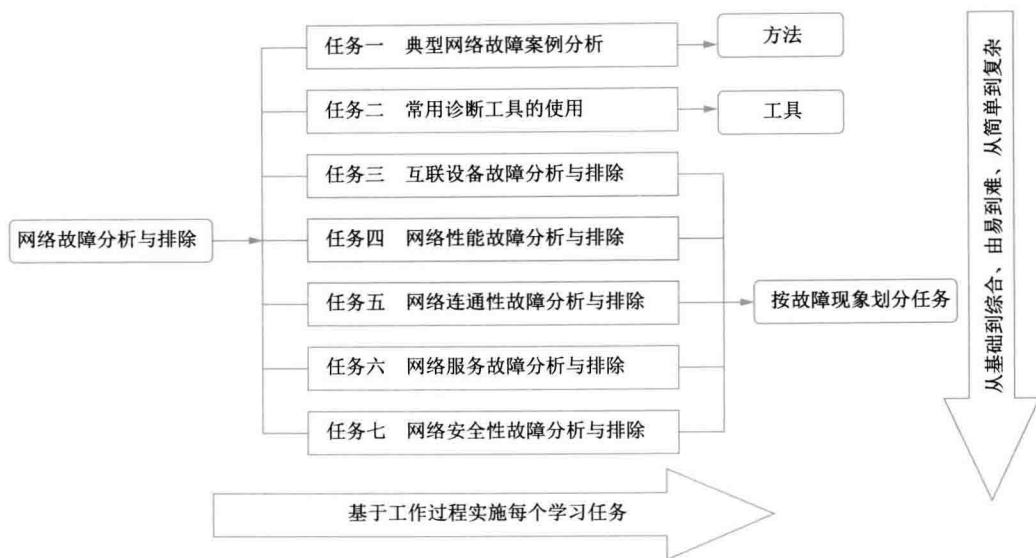 任务一 典型网络故障案例分析
方法
任务二 常用诊断工具的使用
工具
任务三 互联设备故障分析与排除
网络故障分析与排除
任务四 网络性能故障分析与排除
任务五 网络连通性故障分析与排除
按故障现象划分任务
任务六 网络服务故障分析与排除
任务七 网络安全性故障分析与排除
从基础到综合、由易到难、从简单到复杂
基于工作过程实施每个学习任务